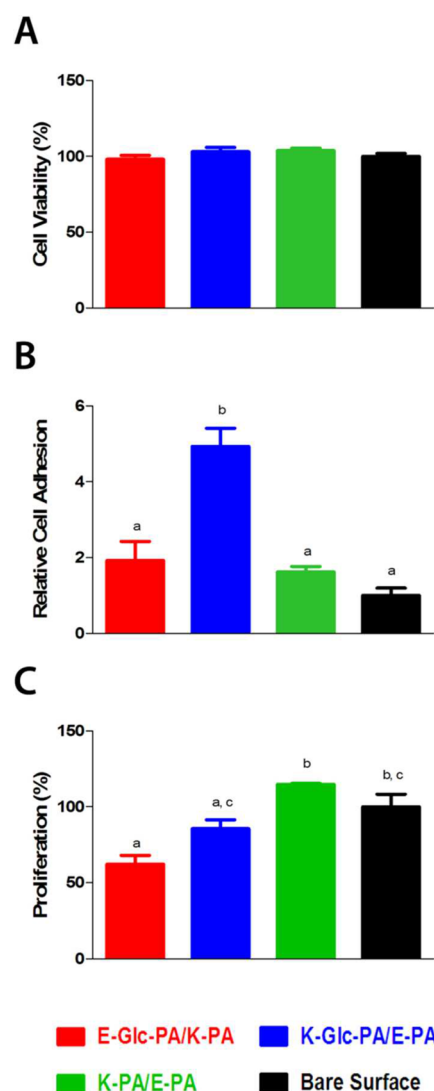 A
Cell Viability (%)
150
100
50
0
B
Relative Cell Adhesion
6
4
2
0
a
b
a
a
C
Proliferation (%)
150
100
50
0
a
a, c
b
b, c
E-Glc-PA/K-PA
K-Glc-PA/E-PA
K-PA/E-PA
Bare Surface